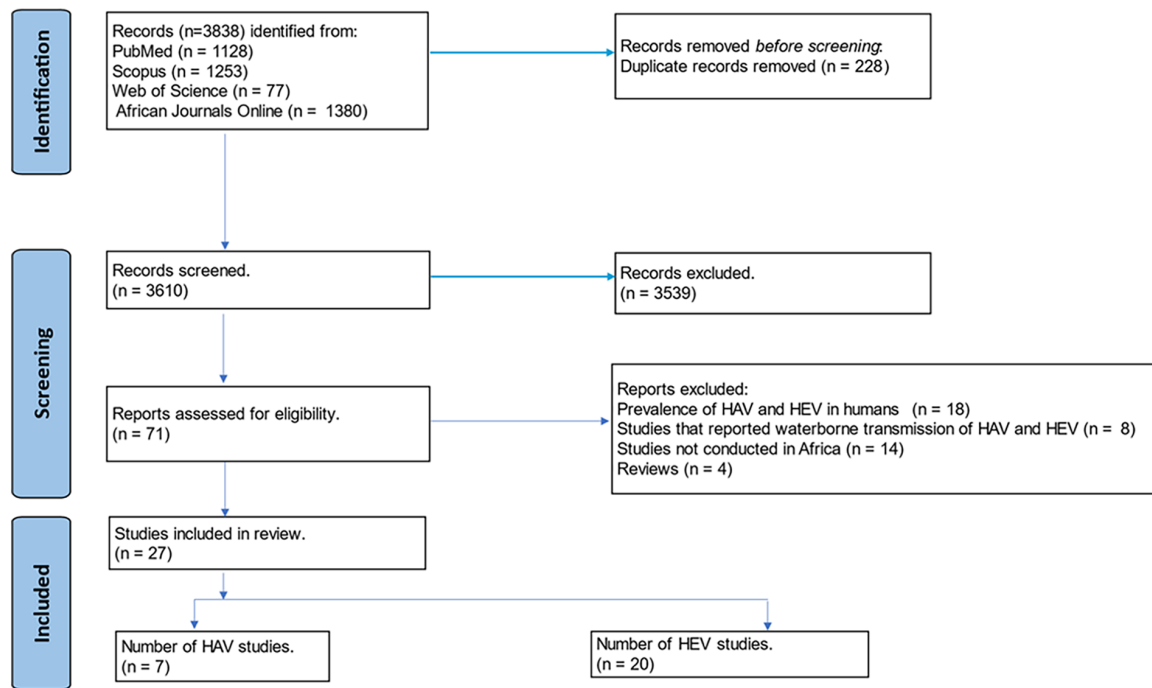 Identification
Records (n=3838) identified from:
PubMed (n = 1128)
Scopus (n = 1253)
Web of Science (n = 77)
African Journals Online (n = 1380)
Records removed before screening:
Duplicate records removed (n = 228)
Screening
Records screened.
(n = 3610)
Records excluded.
(n = 3539)
Reports assessed for eligibility.
(n = 71)
Reports excluded:
Prevalence of HAV and HEV in humans (n = 18)
Studies that reported waterborne transmission of HAV and HEV (n = 8)
Studies not conducted in Africa (n = 14)
Reviews (n = 4)
Included
Studies included in review.
(n = 27)
Number of HAV studies.
(n = 7)
Number of HEV studies.
(n = 20)